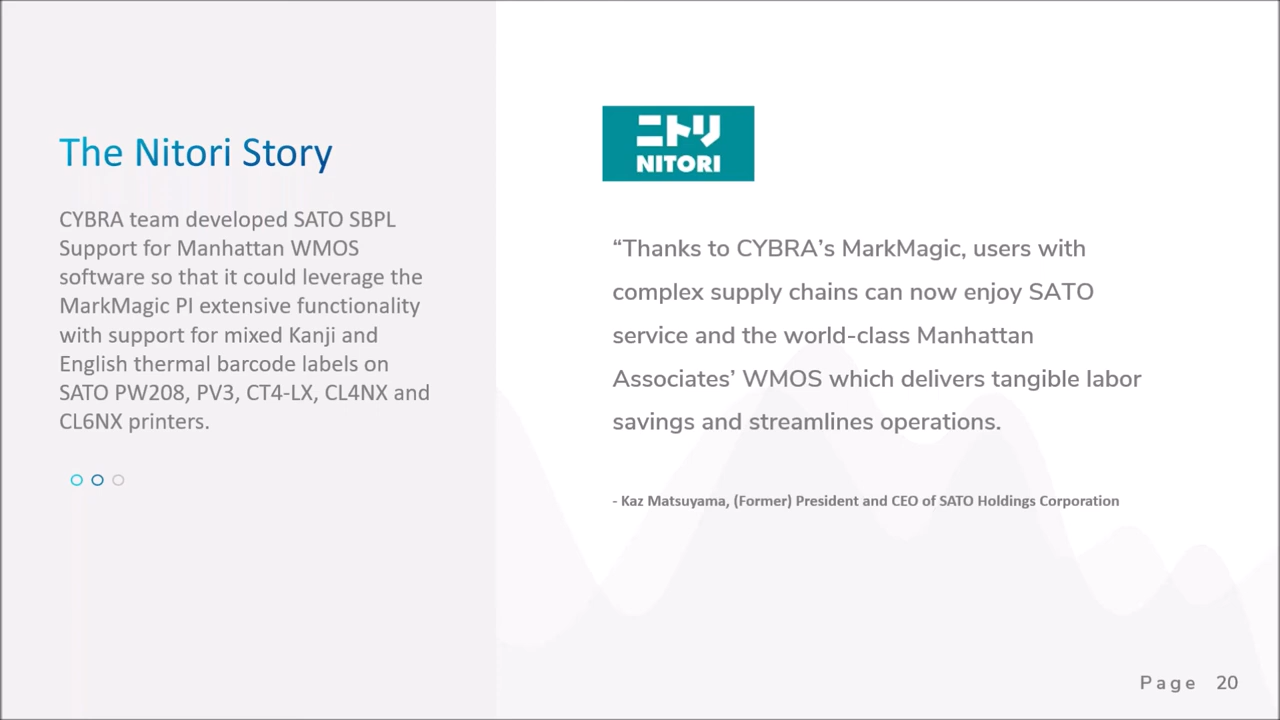 The Nitori Story
CYBRA team developed SATO SBPL
Support for Manhattan WMOS
software so that it could leverage the
MarkMagic PI extensive functionality
with support for mixed Kanji and
English thermal barcode labels on
SATO PW208, PV3, CT4-LX, CL4NX and
CL6NX printers.
ニトリ
NITORI
“Thanks to CYBRA’s MarkMagic, users with
complex supply chains can now enjoy SATO
service and the world-class Manhattan
Associates’ WMOS which delivers tangible labor
savings and streamlines operations.
- Kaz Matsuyama, (Former) President and CEO of SATO Holdings Corporation
Page 20